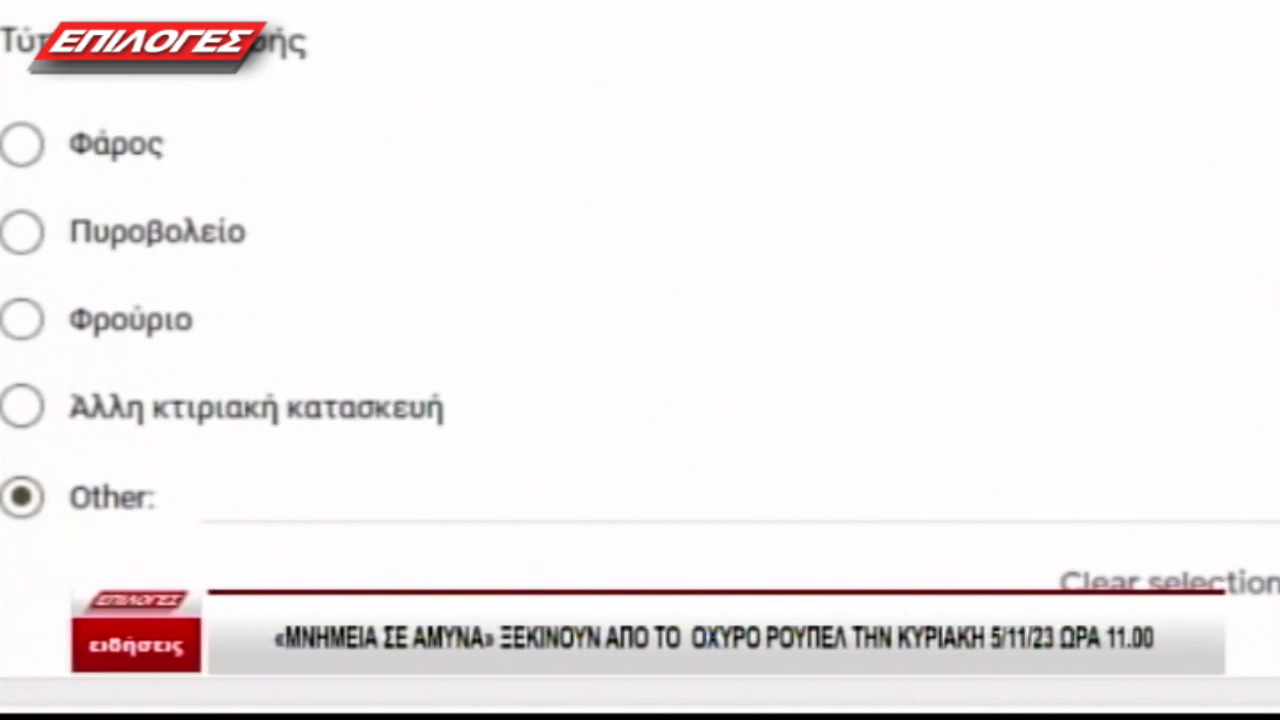 ΕΠΙΛΟΓΕΣ
Φάρος
Πυροβολείο
Φρούριο
Άλλη κτιριακή κατασκευή
Other:
Clear selection
ΕΠΙΛΟΓΕΣ
ειδήσεις
«ΜΝΗΜΕΙΑ ΣΕ ΑΜΥΝΑ» ΞΕΚΙΝΟΥΝ ΑΠΟ ΤΟ ΟΧΥΡΟ ΡΟΥΠΕΛ ΤΗΝ ΚΥΡΙΑΚΗ 5/11/23 ΩΡΑ 11.00